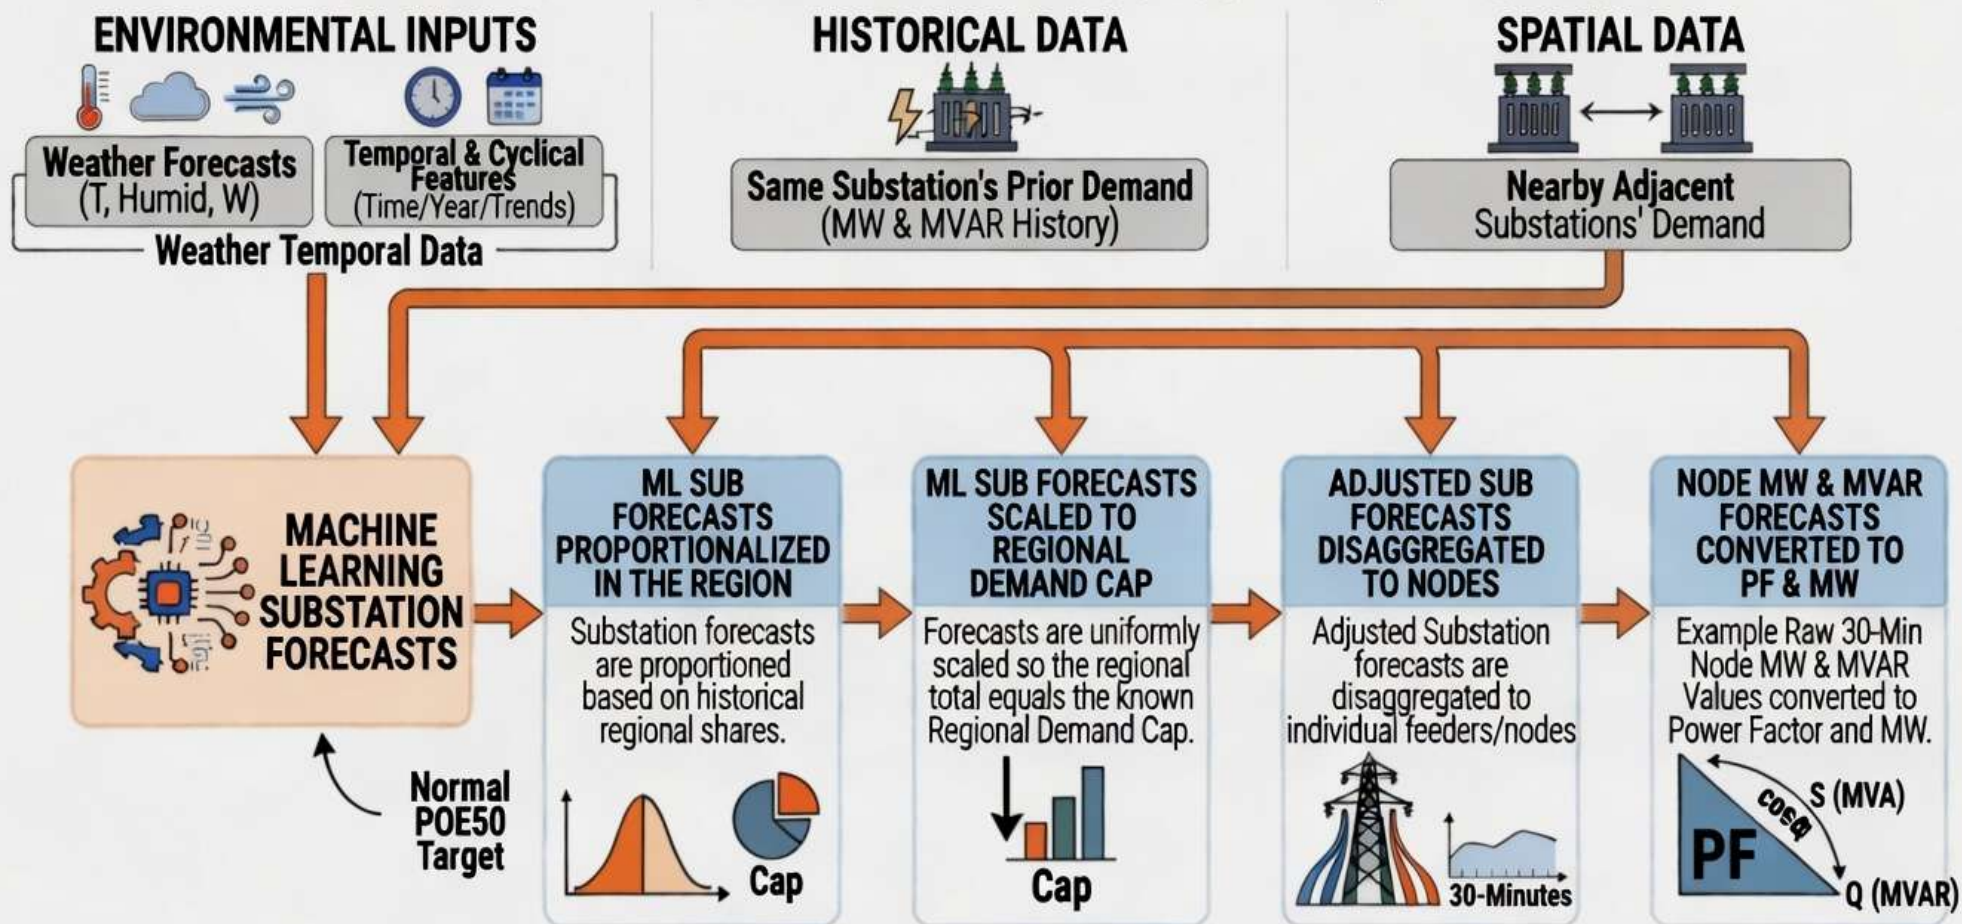 ENVIRONMENTAL INPUTS
Weather Forecasts
(T, Humid, W)
Temporal & Cyclical
Features
(Time/Year/Trends)
Weather Temporal Data
HISTORICAL DATA
Same Substation's Prior Demand
(MW & MVAR History)
SPATIAL DATA
Nearby Adjacent
Substations' Demand
MACHINE
LEARNING
SUBSTATION
FORECASTS
Normal
POE50
Target
ML SUB
FORECASTS
PROPORTIONALIZED
IN THE REGION
Substation forecasts
are proportioned
based on historical
regional shares.
Cap
ML SUB FORECASTS
SCALED TO
REGIONAL
DEMAND CAP
Forecasts are uniformly
scaled so the regional
total equals the known
Regional Demand Cap.
Cap
ADJUSTED SUB
FORECASTS
DISAGGREGATED
TO NODES
Adjusted Substation
forecasts are
disaggregated to
individual feeders/nodes
30-Minutes
NODE MW & MVAR
FORECASTS
CONVERTED TO
PF & MW
Example Raw 30-Min
Node MW & MVAR
Values converted to
Power Factor and MW.
S (MVA)
PF
Q (MVAR)